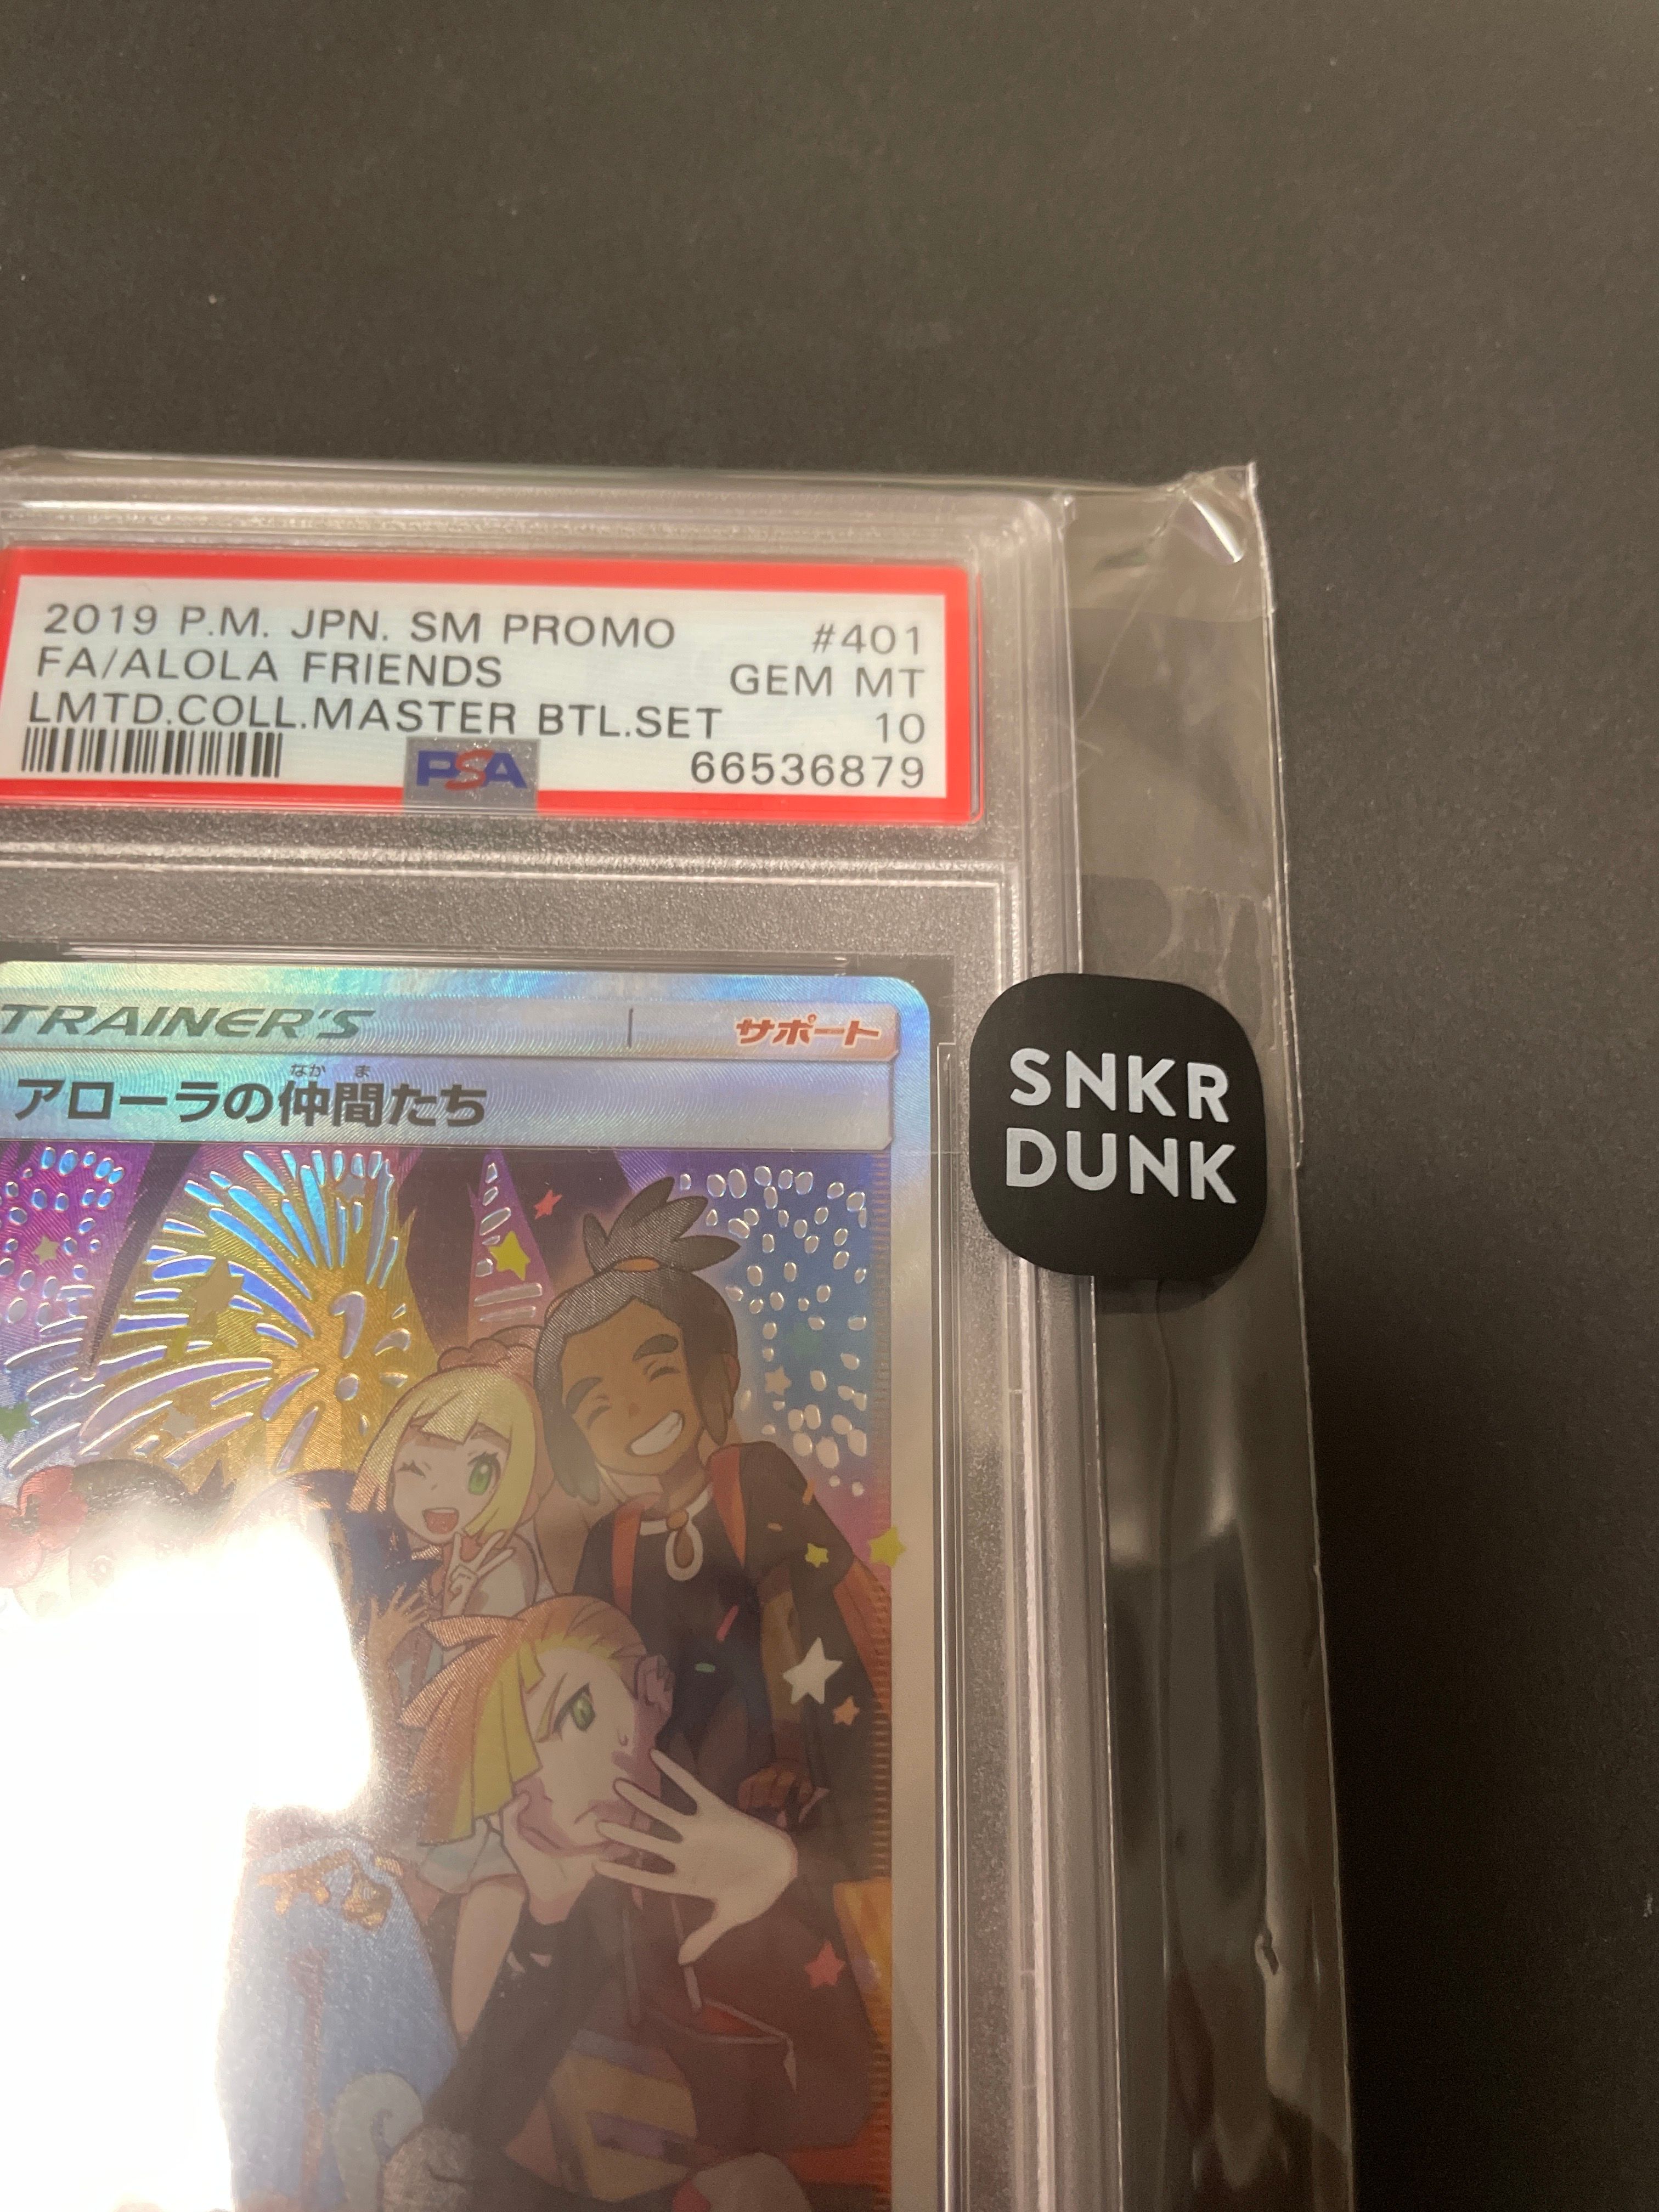 2019 P.M. JPN. SM PROMO #401
FA/ALOLA FRIENDS GEM MT
LMTD.COLL.MASTER BTL.SET 10
PSA 66536879
TRAINER'S サポート
なか ま
アローラの仲間たち
SNKR
DUNK